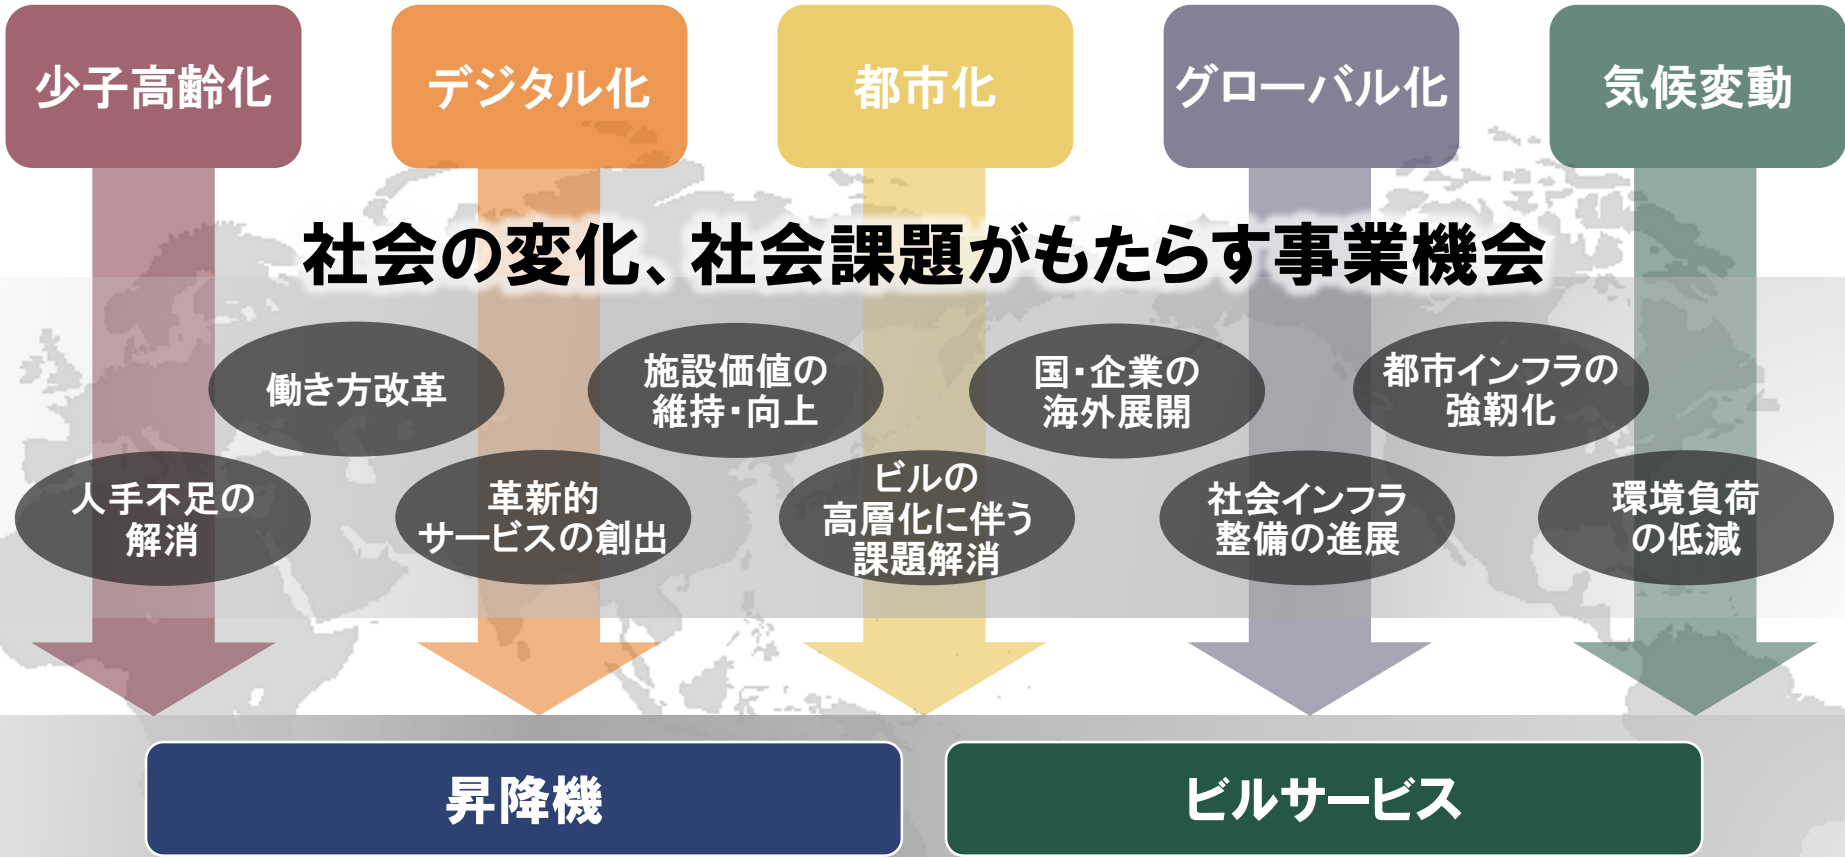 少子高齢化
デジタル化
都市化
グローバル化
気候変動
社会の変化、社会課題がもたらす事業機会
働き方改革
施設価値の
維持・向上
国・企業の
海外展開
都市インフラの
強靭化
人手不足の
解消
革新的
サービスの創出
ビルの
高層化に伴う
課題解消
社会インフラ
整備の進展
環境負荷
の低減
昇降機
ビルサービス